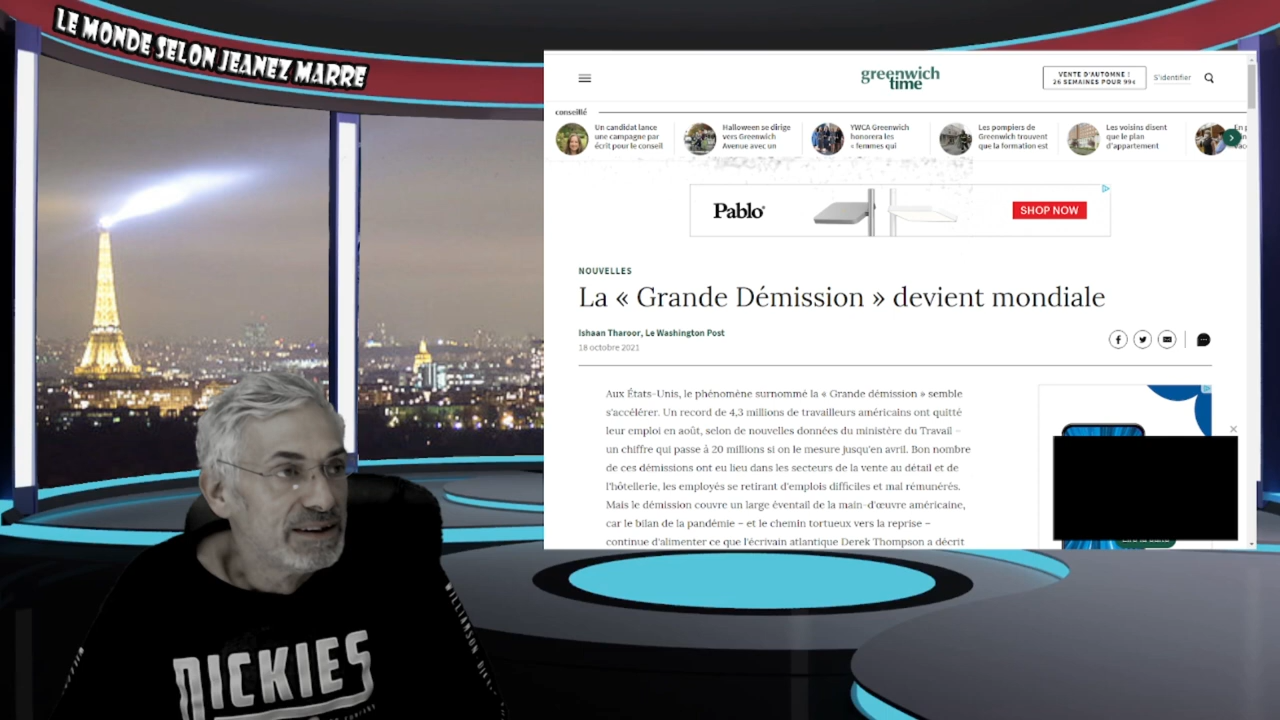 LE MONDE SELON JEANEZ MARRE
greenwich
time
VENTE D'AUTOMNE :
26 SEMAINES POUR 99¢
S'identifier
conseillé
Un candidat lance
une campagne par
écrit pour le conseil
Halloween se dirige
vers Greenwich
Avenue avec un
YWCA Greenwich
honorera les
« femmes qui
Les pompiers de
Greenwich trouvent
que la formation est
Les voisins disent
que le plan
d'appartement
En p
Pablo
SHOP NOW
NOUVELLES
La « Grande Démission » devient mondiale
Ishaan Tharoor, Le Washington Post
18 octobre 2021
Aux États-Unis, le phénomène surnommé la « Grande démission » semble
s'accélérer. Un record de 4,3 millions de travailleurs américains ont quitté
leur emploi en août, selon de nouvelles données du ministère du Travail –
un chiffre qui passe à 20 millions si on le mesure jusqu'en avril. Bon nombre
de ces démissions ont eu lieu dans les secteurs de la vente au détail et de
l'hôtellerie, les employés se retirant d'emplois difficiles et mal rémunérés.
Mais le démission couvre un large éventail de la main-d'œuvre américaine,
car le bilan de la pandémie – et le chemin tortueux vers la reprise –
continue d'alimenter ce que l'écrivain atlantique Derek Thompson a décrit
DICKIES